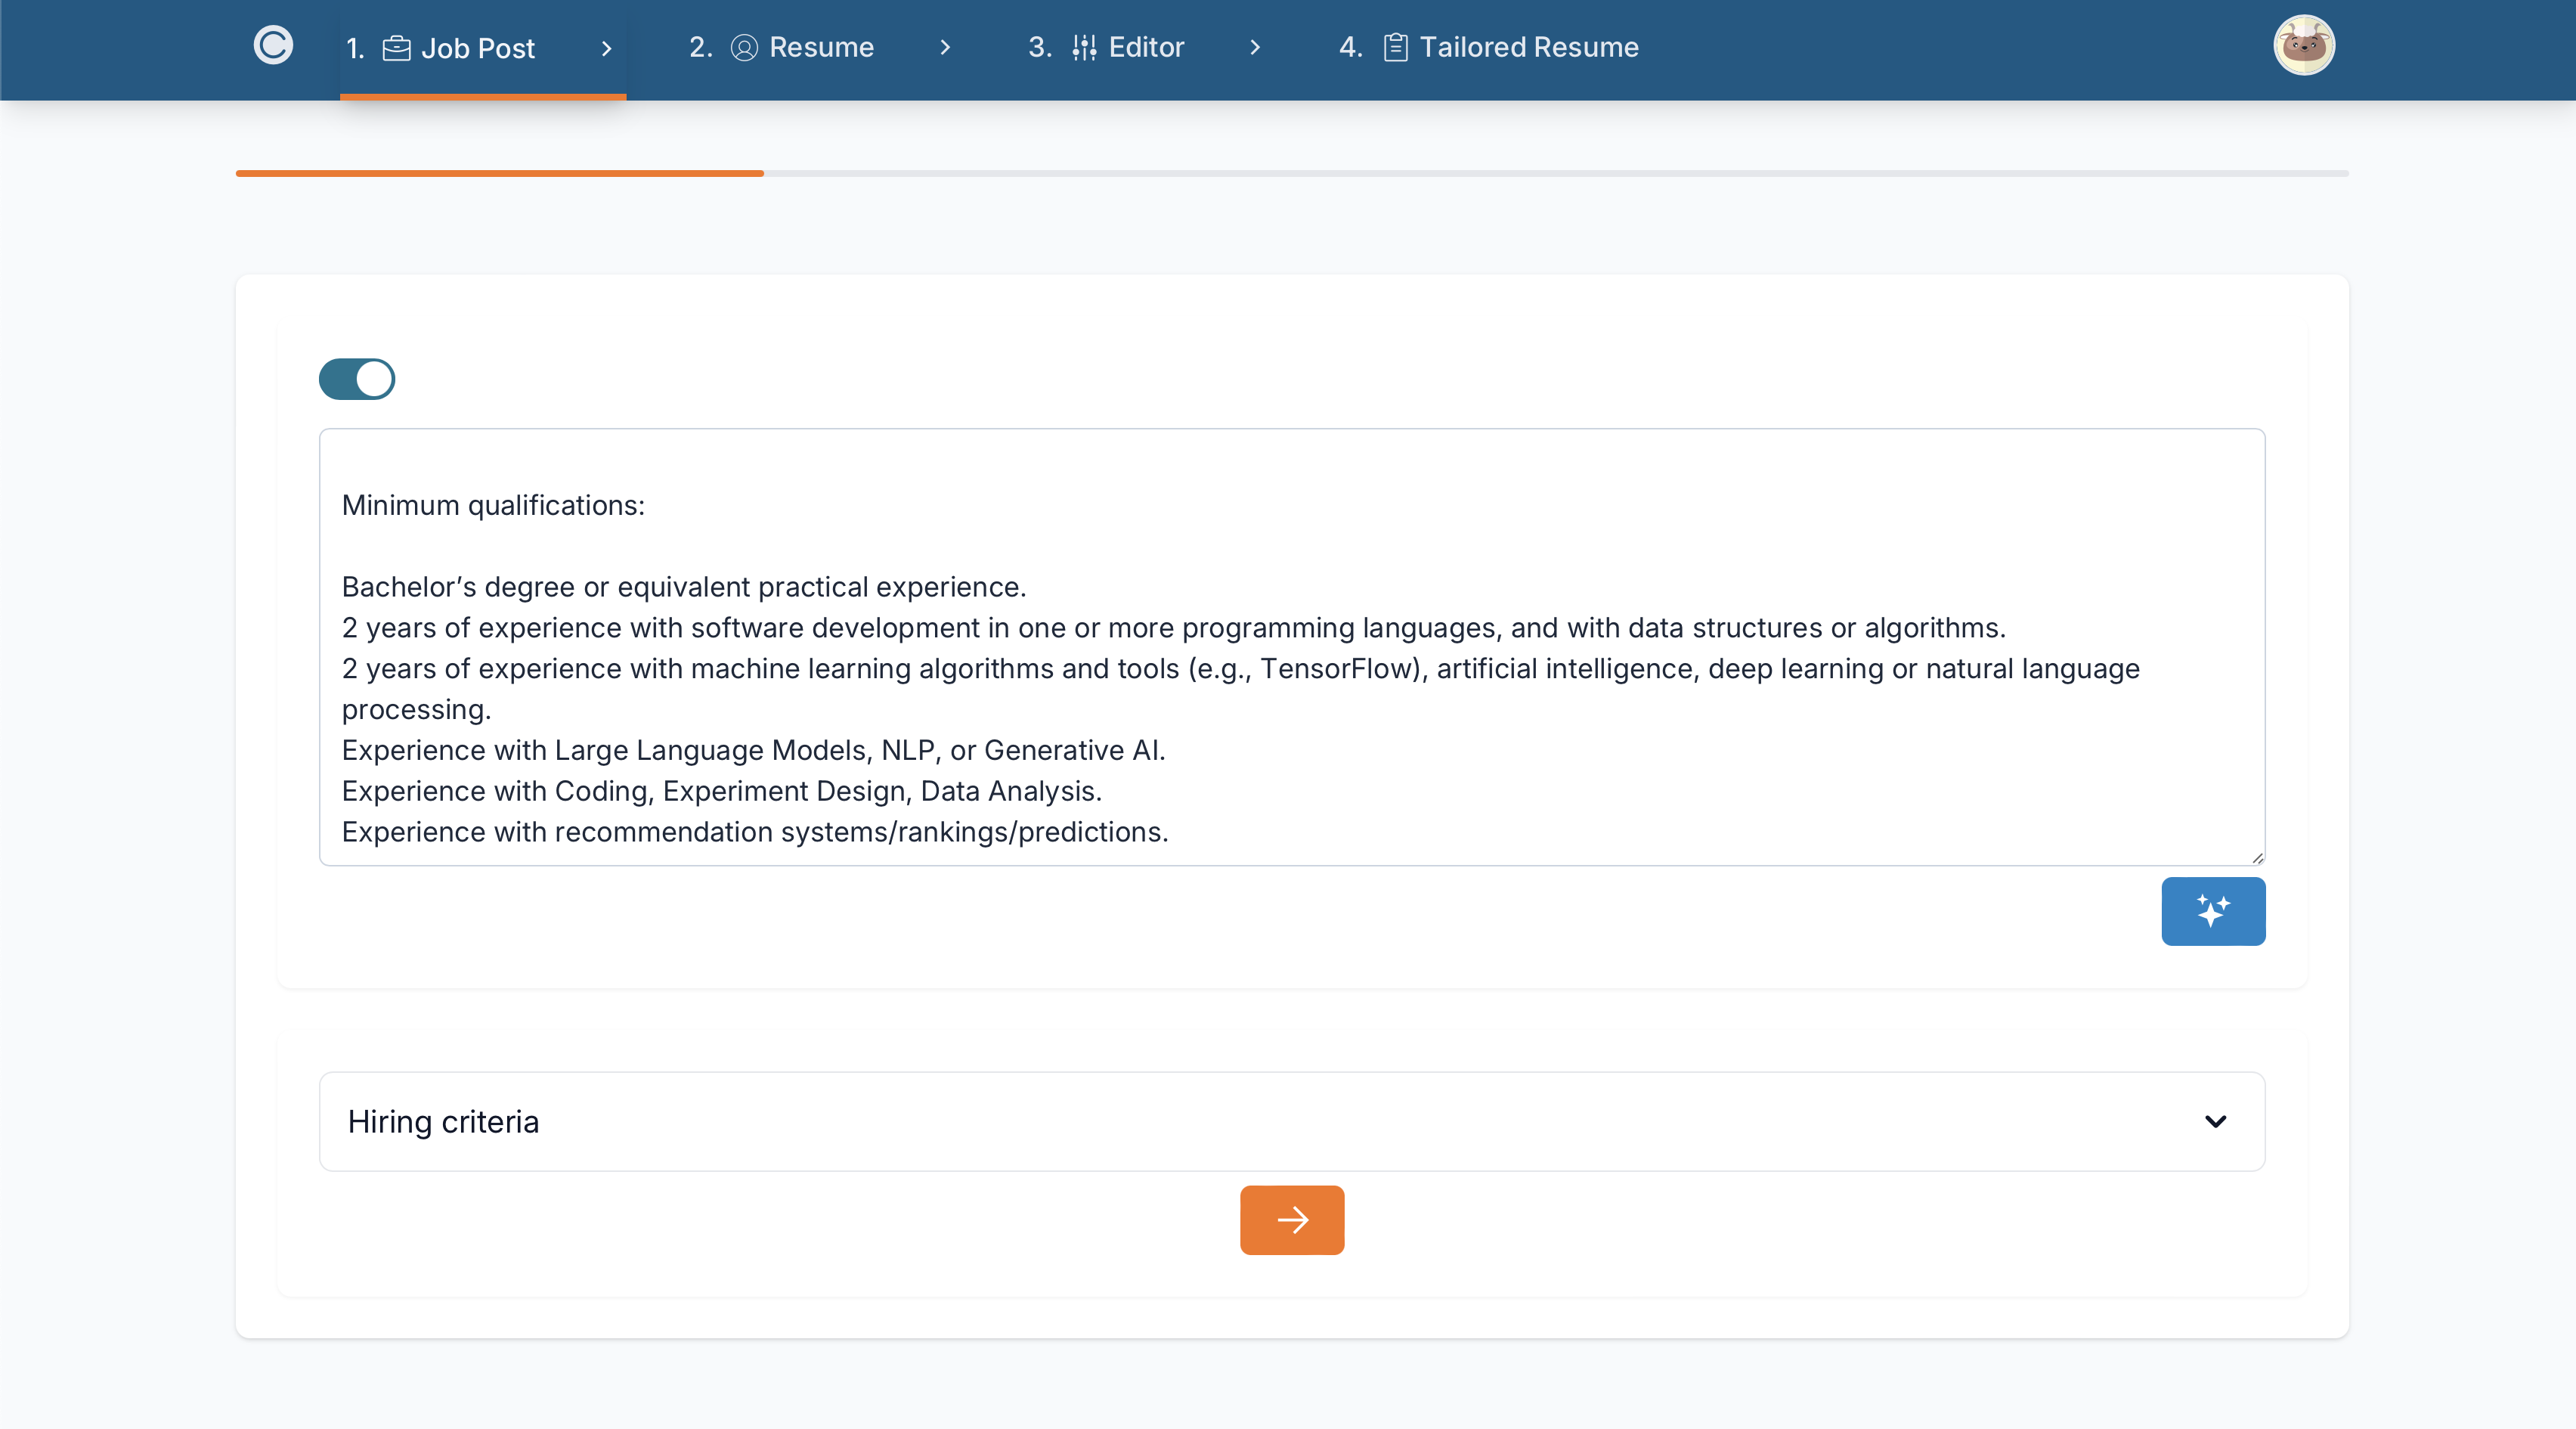 1. Job Post
2. Resume
3. Editor
4. Tailored Resume
Minimum qualifications:
Bachelor’s degree or equivalent practical experience.
2 years of experience with software development in one or more programming languages, and with data structures or algorithms.
2 years of experience with machine learning algorithms and tools (e.g., TensorFlow), artificial intelligence, deep learning or natural language
processing.
Experience with Large Language Models, NLP, or Generative AI.
Experience with Coding, Experiment Design, Data Analysis.
Experience with recommendation systems/rankings/predictions.
Hiring criteria